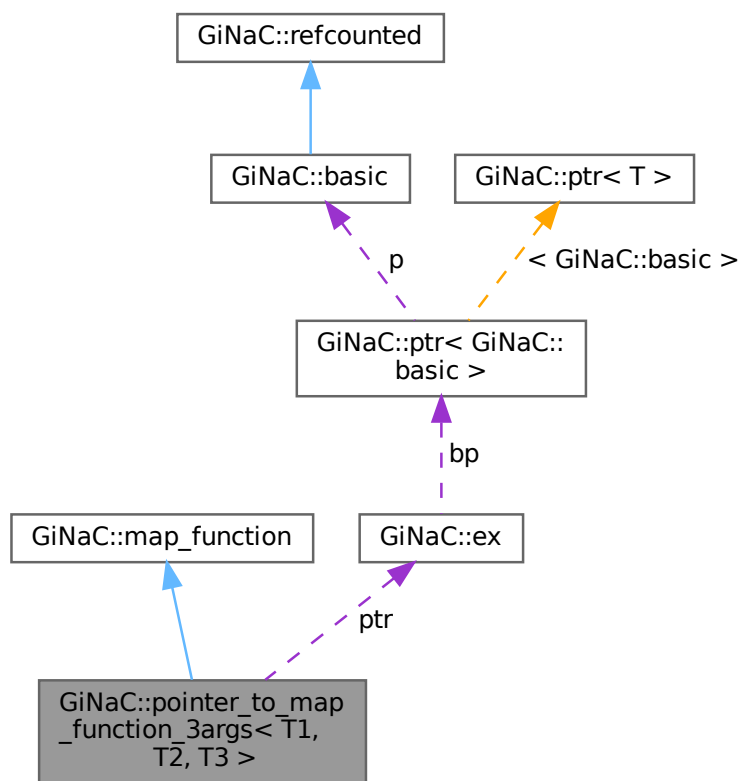 GiNaC::refcounted
GiNaC::basic
GiNaC::ptr< T >
p
< GiNaC::basic >
GiNaC::ptr< GiNaC::
basic >
bp
GiNaC::map_function
GiNaC::ex
ptr
GiNaC::pointer_to_map
_function_3args< T1,
T2, T3 >